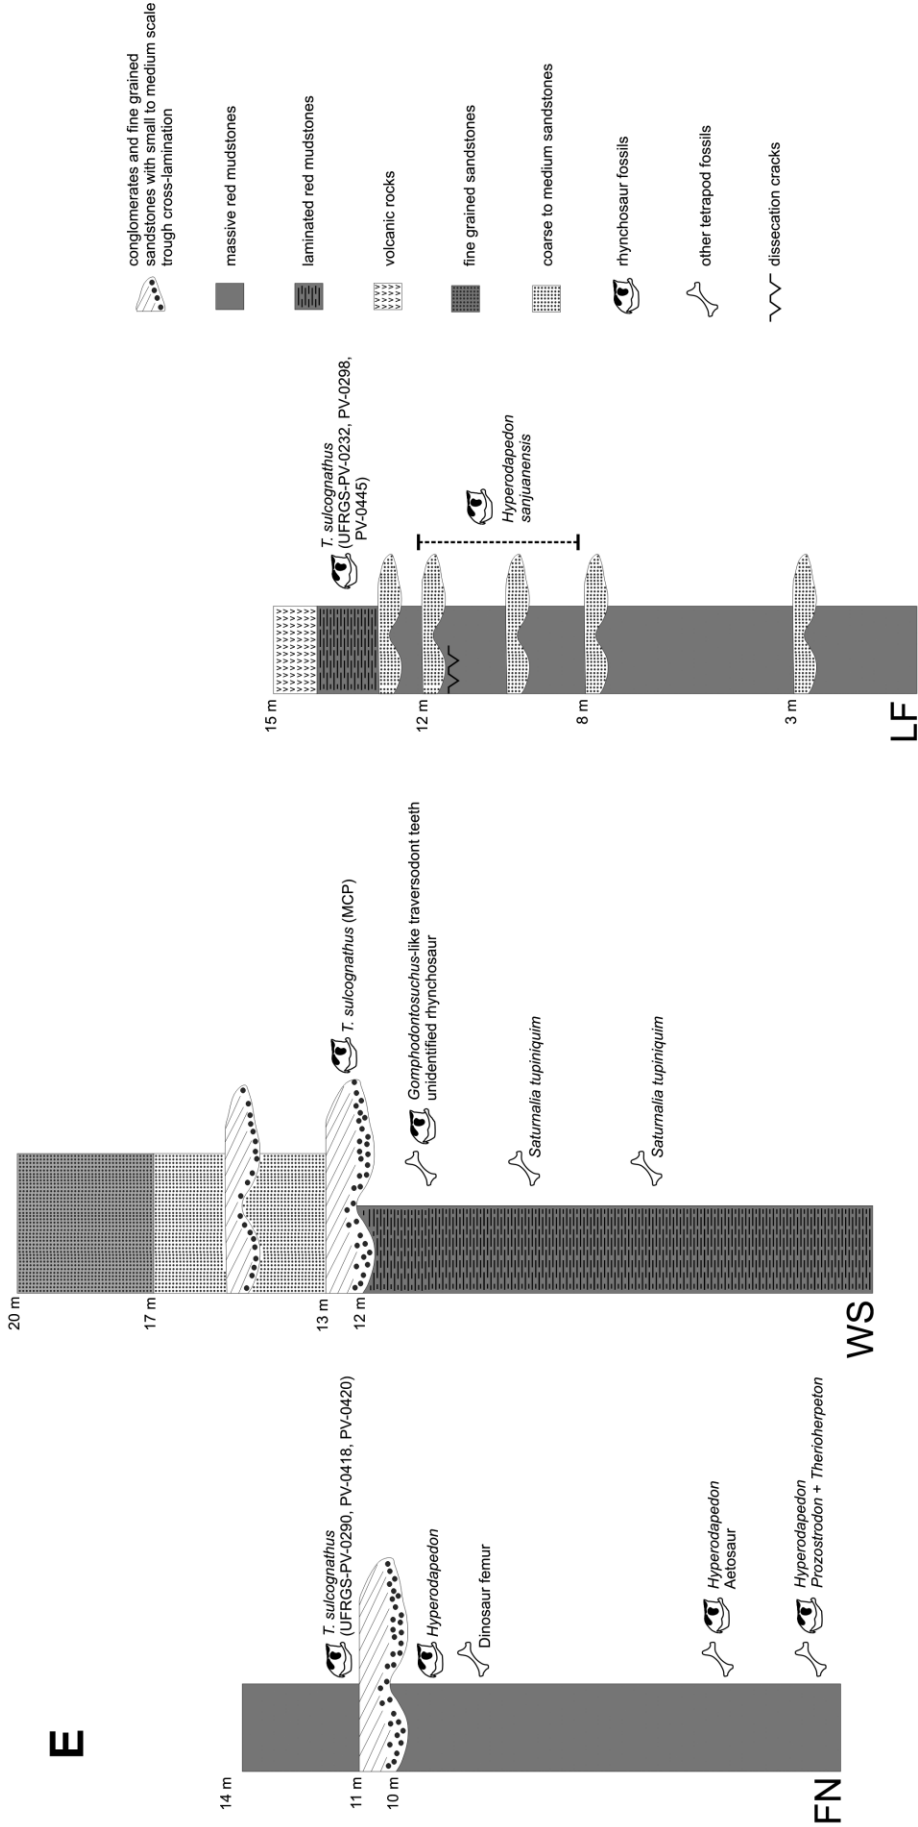 E
14 m
11 m
10 m
FN
T. sulcognathus
(UFRGS-PV-0290, PV-0418, PV-0420)
Hyperodapedon
Dinosaur femur
Hyperodapedon
Aetosaur
Hyperodapedon
Prozostrodon + Therioherpeton
20 m
17 m
13 m
12 m
WS
T. sulcognathus (MCP)
Gomphodontosuchus-like traversodont teeth
unidentified rhynchosaur
Saturnalia tupiniquim
Saturnalia tupiniquim
15 m
12 m
8 m
3 m
LF
T. sulcognathus
(UFRGS-PV-0232, PV-0298,
PV-0445)
Hyperodapedon
sanjuanensis
conglomerates and fine grained
sandstones with small to medium scale
trough cross-lamination
massive red mudstones
laminated red mudstones
volcanic rocks
fine grained sandstones
coarse to medium sandstones
rhynchosaur fossils
other tetrapod fossils
dissecation cracks